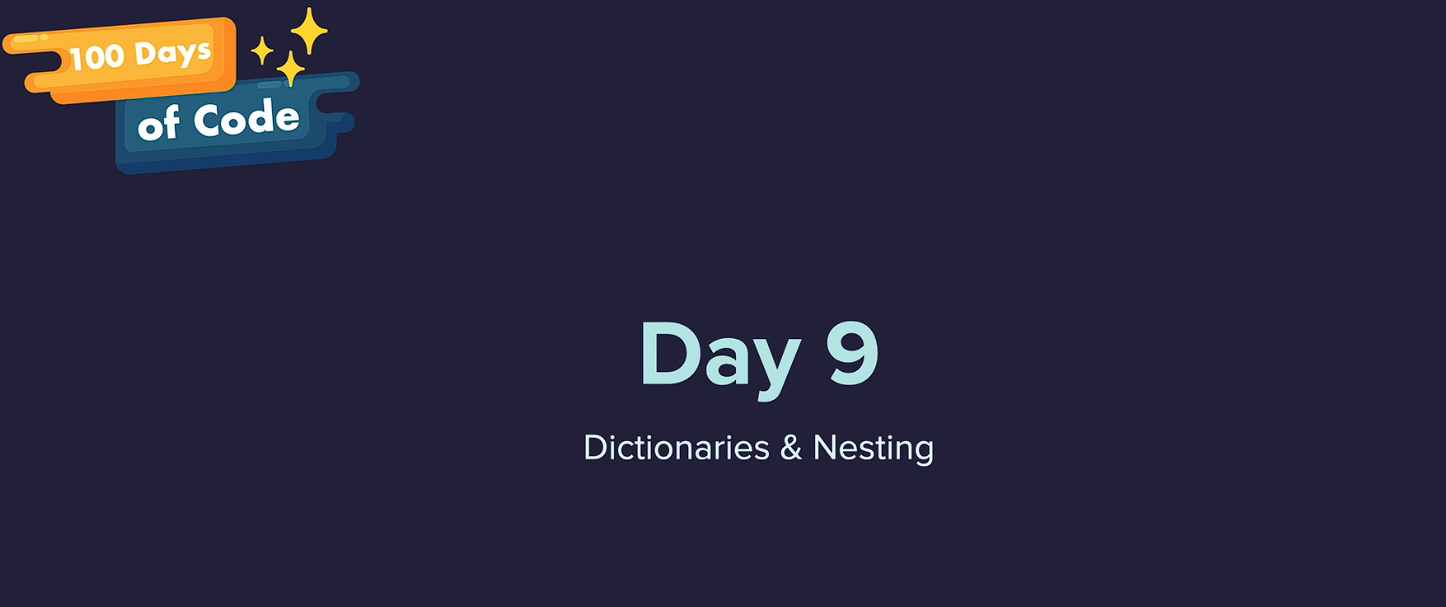 100 Days
of Code
Day 9
Dictionaries & Nesting